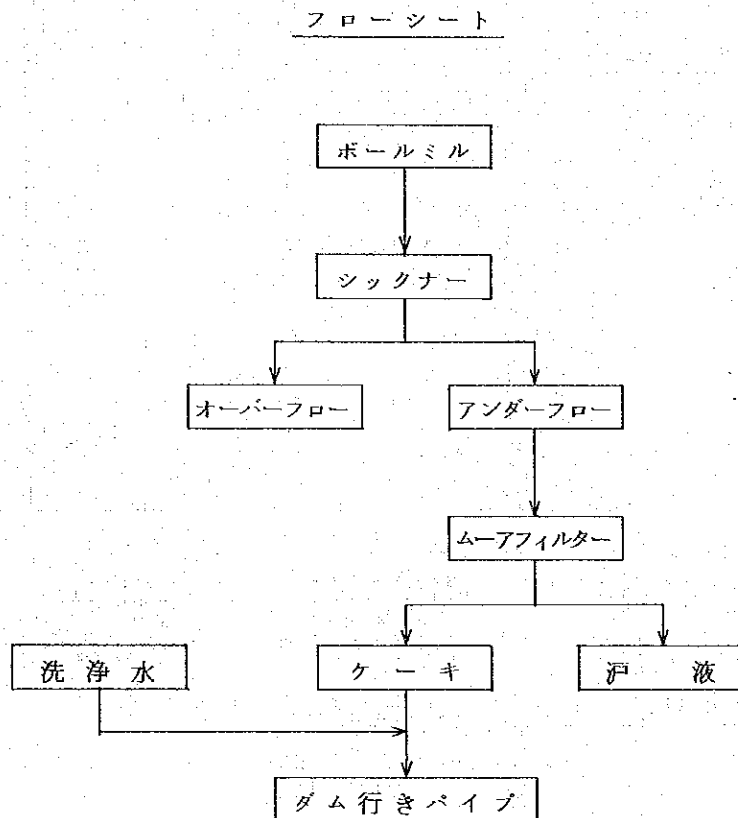 フローシート
ボールミル
シックナー
オーバーフロー
アンダーフロー
ムーアフィルター
洗浄水
ケーキ
沪液
ダム行きパイプ